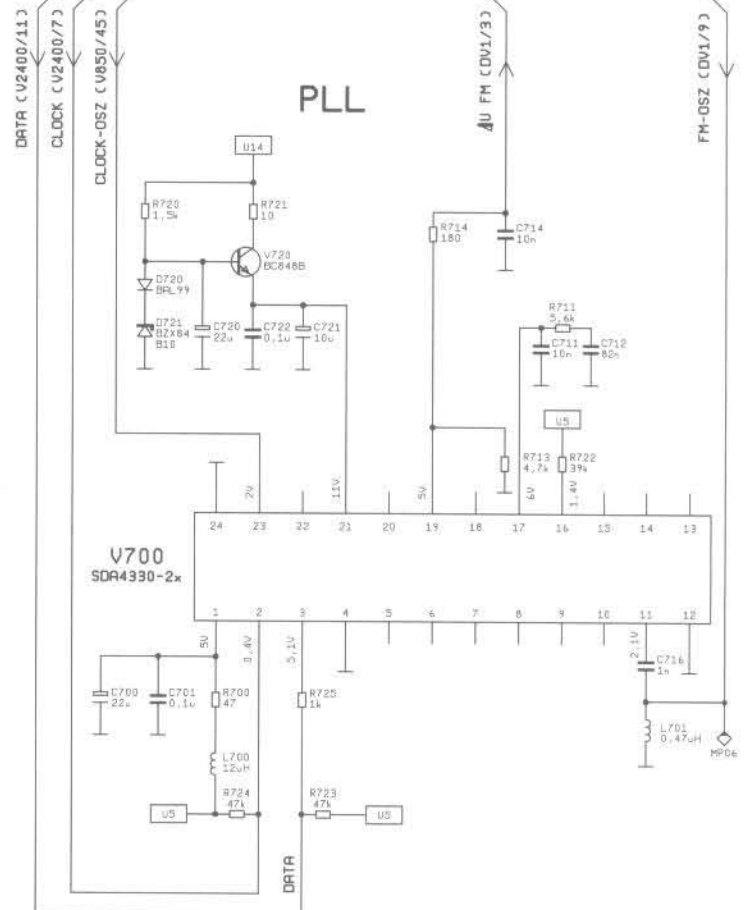 DATA (V2400/11)
CLOCK (V2400/7)
CLOCK-OSZ (V850/45)
PLL
U FM (DV1/3)
FM-OSZ (DV1/9)
U14
R720
R721
10
V720
BC848B
D720
BAL99
D721
BZX84
B10
C720
22u
C722
0,1u
C721
10u
R714
180
C714
10n
R711
5,6k
C711
10n
C712
82n
U5
R713
4,7k
R722
39k
2V
11V
5V
6V
1,4V
24 23 22 21 20 19 18 17 16 15 14 13
V700
SDA4330-2x
1 2 3 4 5 6 7 8 9 10 11 12
5V
0,4V
5,1V
2,1V
C700
22u
C701
0,1u
R700
47
R725
1k
C716
1n
L700
12uH
L701
0,47uH
MP06
R724
47k
R723
47k
U5
U5
DATA